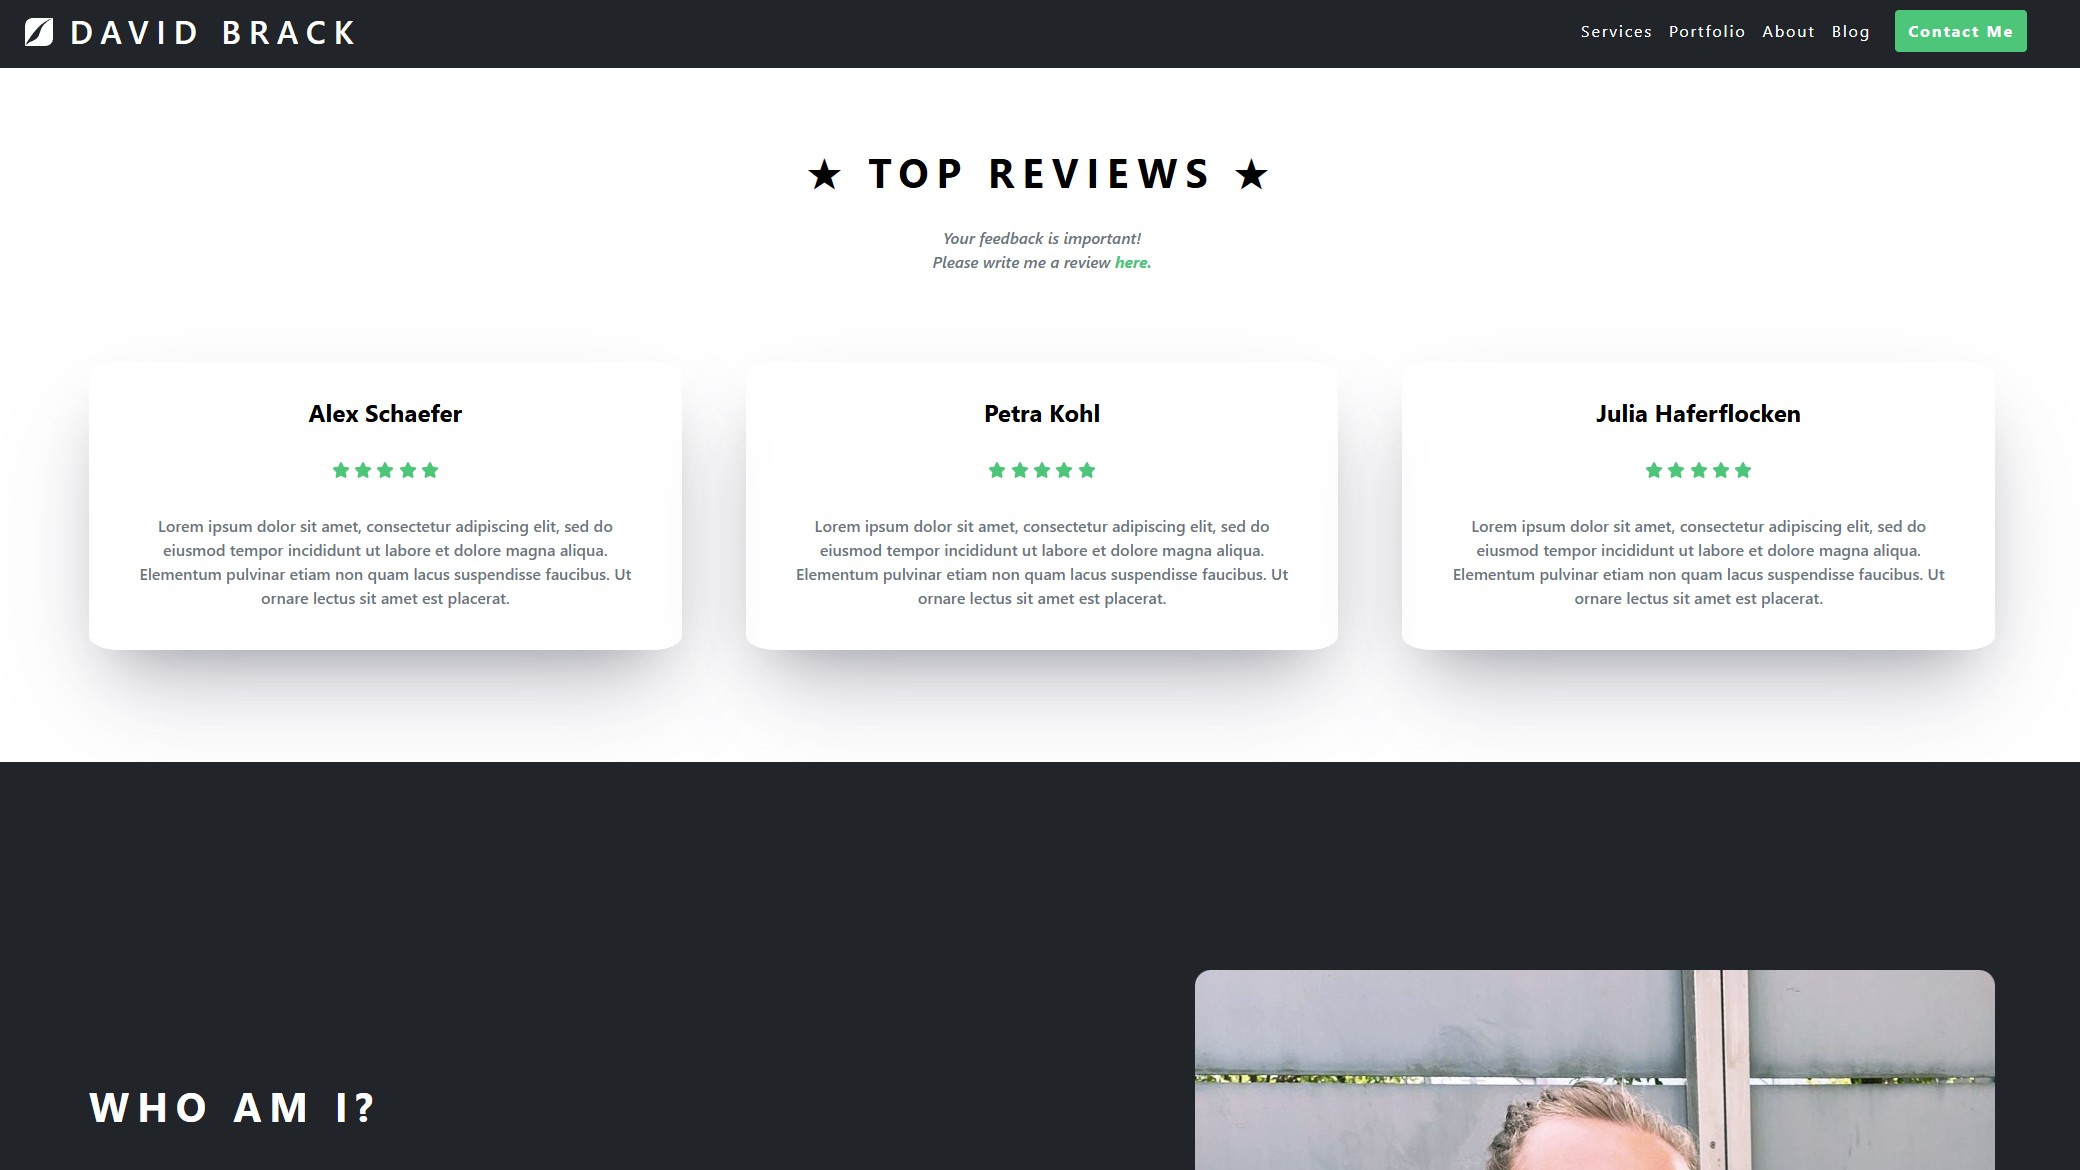 DAVID BRACK
Services Portfolio About Blog Contact Me
★ TOP REVIEWS ★
Your feedback is important!
Please write me a review here.
Alex Schaefer
Lorem ipsum dolor sit amet, consectetur adipiscing elit, sed do
eiusmod tempor incididunt ut labore et dolore magna aliqua.
Elementum pulvinar etiam non quam lacus suspendisse faucibus. Ut
ornare lectus sit amet est placerat.
Petra Kohl
Lorem ipsum dolor sit amet, consectetur adipiscing elit, sed do
eiusmod tempor incididunt ut labore et dolore magna aliqua.
Elementum pulvinar etiam non quam lacus suspendisse faucibus. Ut
ornare lectus sit amet est placerat.
Julia Haferflocken
Lorem ipsum dolor sit amet, consectetur adipiscing elit, sed do
eiusmod tempor incididunt ut labore et dolore magna aliqua.
Elementum pulvinar etiam non quam lacus suspendisse faucibus. Ut
ornare lectus sit amet est placerat.
WHO AM I?